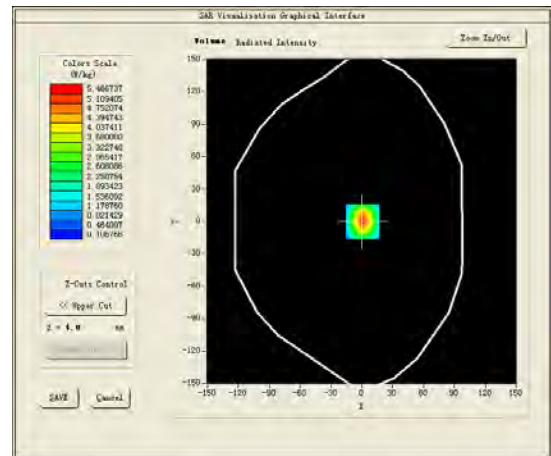 SAR Visualisation Graphical Interface
Volume Radiated Intensity
Zoom In/Out
Colors Scale
(W/kg)
5.466737
5.109405
4.752074
4.394743
4.037411
3.680080
3.322748
2.965417
2.608086
2.250754
1.893423
1.536092
1.178760
0.821429
0.464097
0.106766
150
120
90
60
30
0
-30
-60
-90
-120
-150
Y
-150 -120 -90 -60 -30 0 30 60 90 120 150
X
Z-Cuts Control
<< Upper Cut
Z = 4.0 mm
SAVE
Cancel